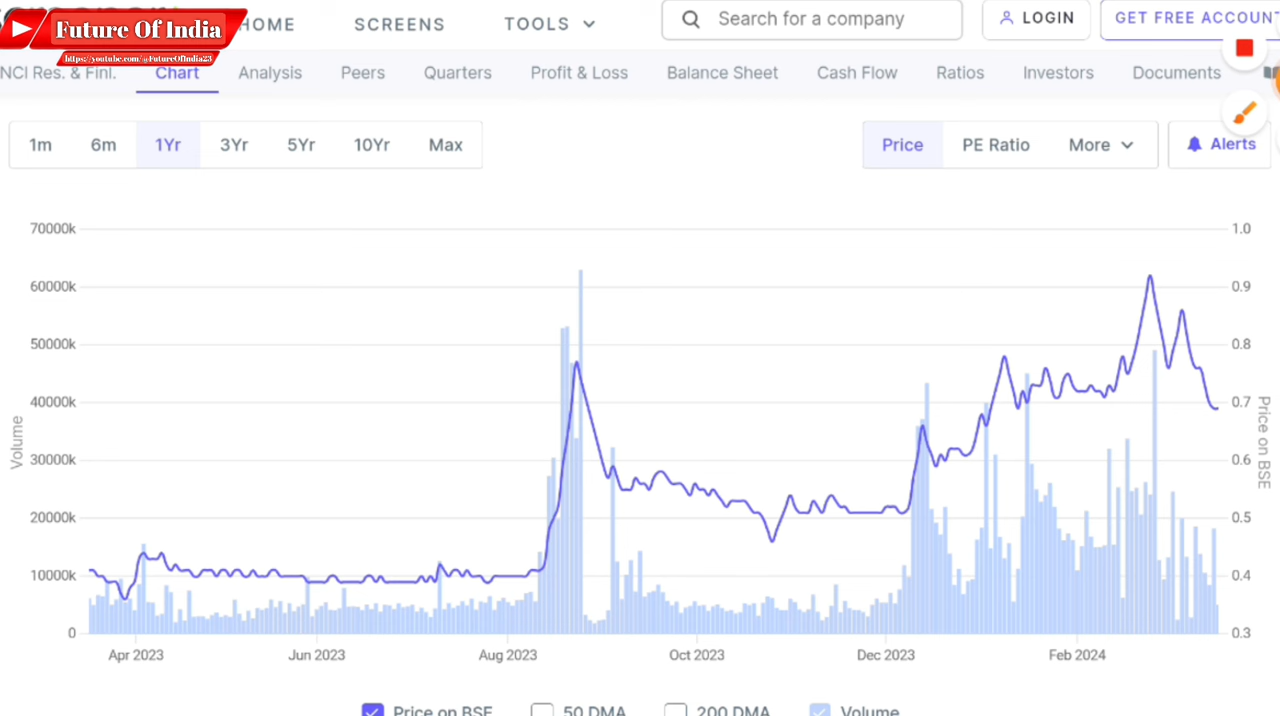 HOME SCREENS TOOLS Search for a company LOGIN GET FREE ACCOUNT
Future Of India
https://youtube.com/@FutureOfIndia23
NCI Res. & Finl. Chart Analysis Peers Quarters Profit & Loss Balance Sheet Cash Flow Ratios Investors Documents
1m 6m 1Yr 3Yr 5Yr 10Yr Max Price PE Ratio More Alerts
70000k 1.0
60000k 0.9
50000k 0.8
40000k 0.7
30000k 0.6
20000k 0.5
10000k 0.4
0 0.3
Volume
Price on BSE
Apr 2023 Jun 2023 Aug 2023 Oct 2023 Dec 2023 Feb 2024
Price on BSE 50 DMA 200 DMA Volume